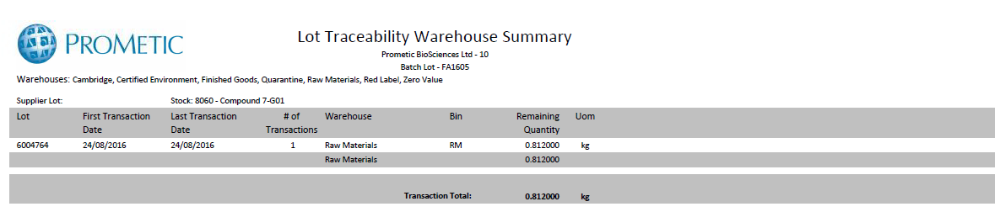 PROMETIC
Lot Traceability Warehouse Summary
Prometic BioSciences Ltd - 10
Batch Lot - FA1605
Warehouses: Cambridge, Certified Environment, Finished Goods, Quarantine, Raw Materials, Red Label, Zero Value
Supplier Lot: Stock: 8060 - Compound 7-G01
Lot First Transaction Last Transaction # of Warehouse Bin Remaining Uom
Date Date Transactions Quantity
6004764 24/08/2016 24/08/2016 1 Raw Materials RM 0.812000 kg
Raw Materials 0.812000
Transaction Total: 0.812000 kg